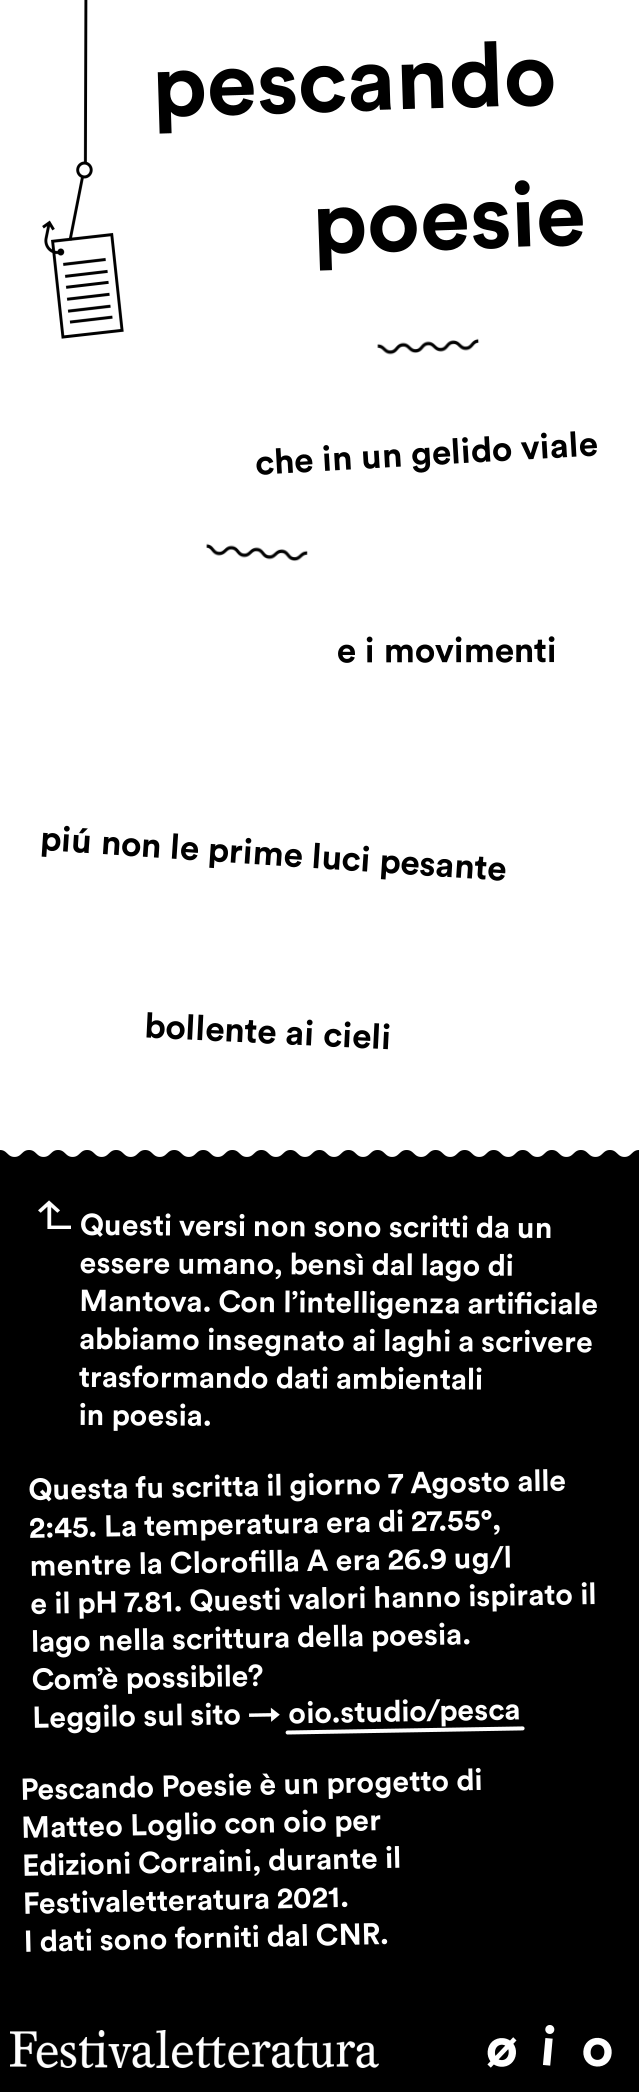 pescando
poesie
che in un gelido viale
e i movimenti
piú non le prime luci pesante
bollente ai cieli
Questi versi non sono scritti da un
essere umano, bensì dal lago di
Mantova. Con l’intelligenza artificiale
abbiamo insegnato ai laghi a scrivere
trasformando dati ambientali
in poesia.
Questa fu scritta il giorno 7 Agosto alle
2:45. La temperatura era di 27.55°,
mentre la Clorofilla A era 26.9 ug/l
e il pH 7.81. Questi valori hanno ispirato il
lago nella scrittura della poesia.
Com’è possibile?
Leggilo sul sito → oio.studio/pesca
Pescando Poesie è un progetto di
Matteo Loglio con oio per
Edizioni Corraini, durante il
Festivaletteratura 2021.
I dati sono forniti dal CNR.
Festivaletteratura
ø i o